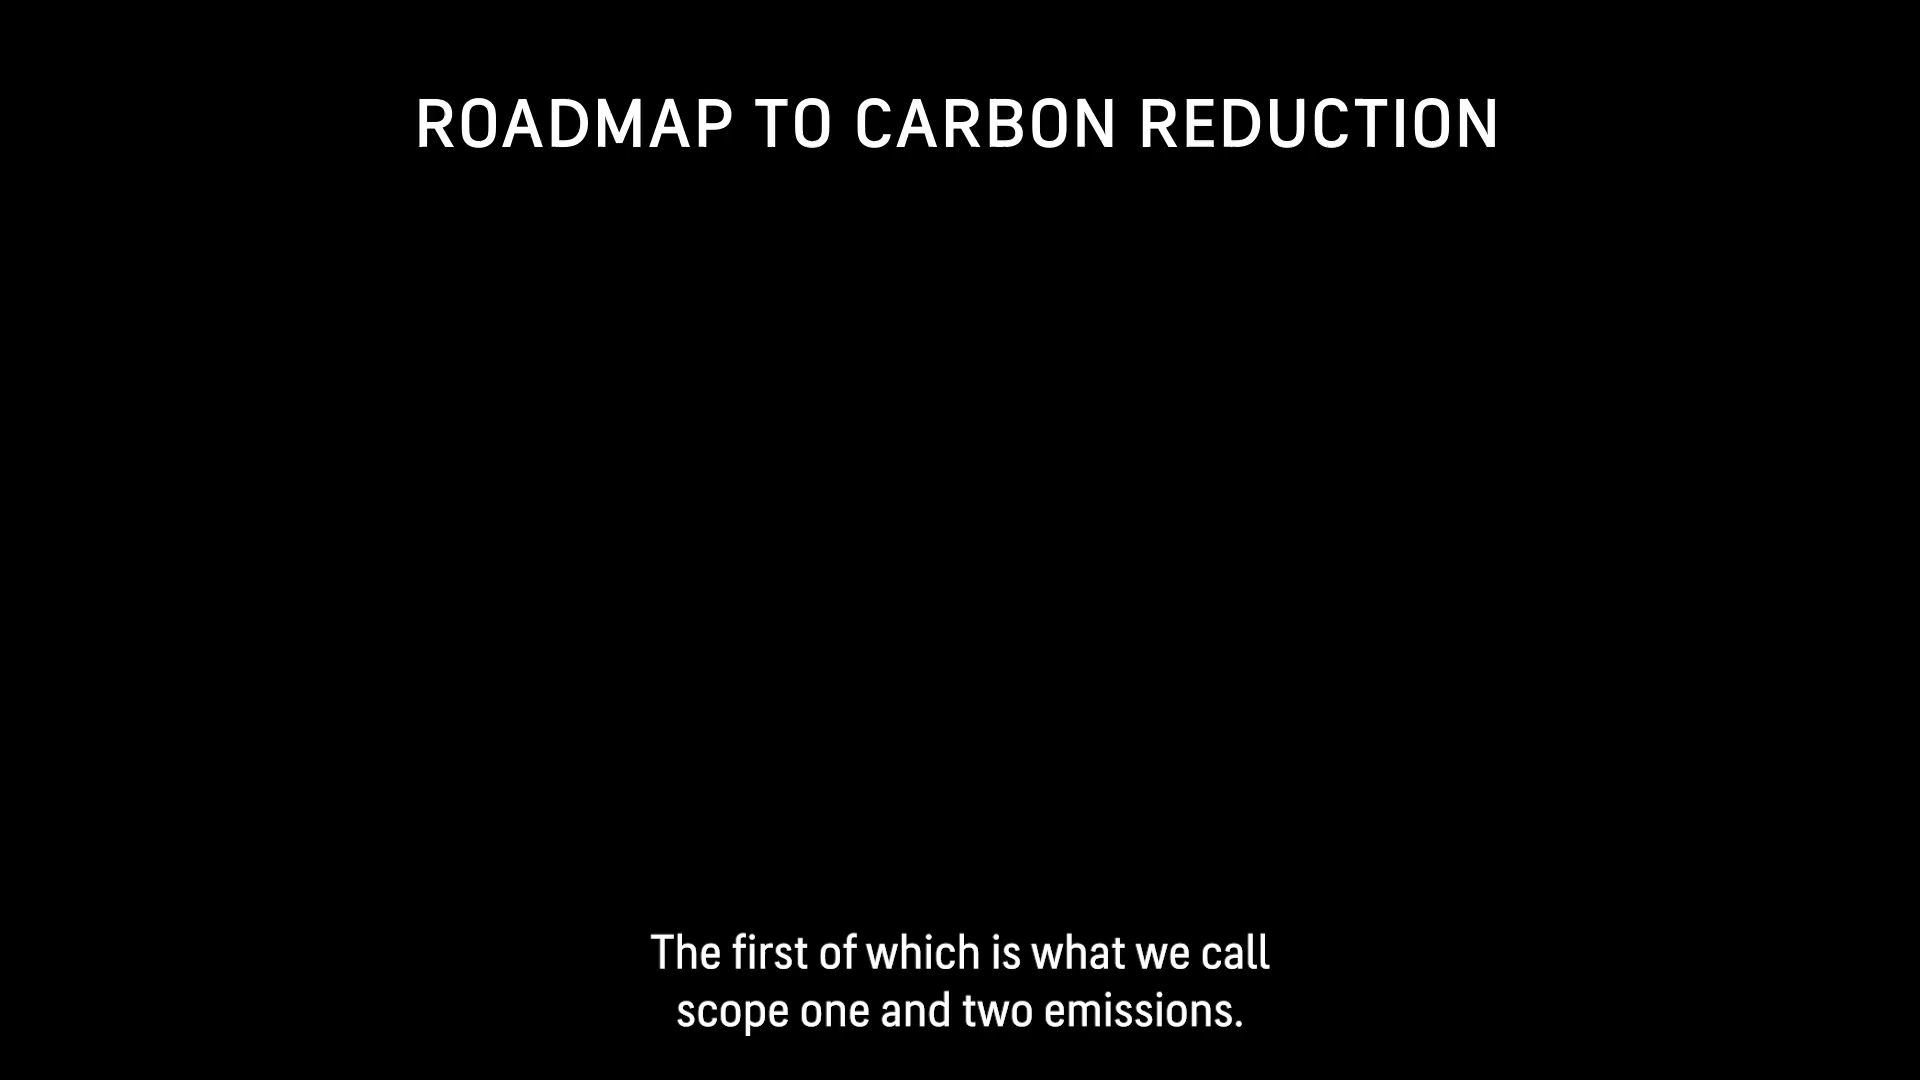 ROADMAP TO CARBON REDUCTION
The first of which is what we call
scope one and two emissions.